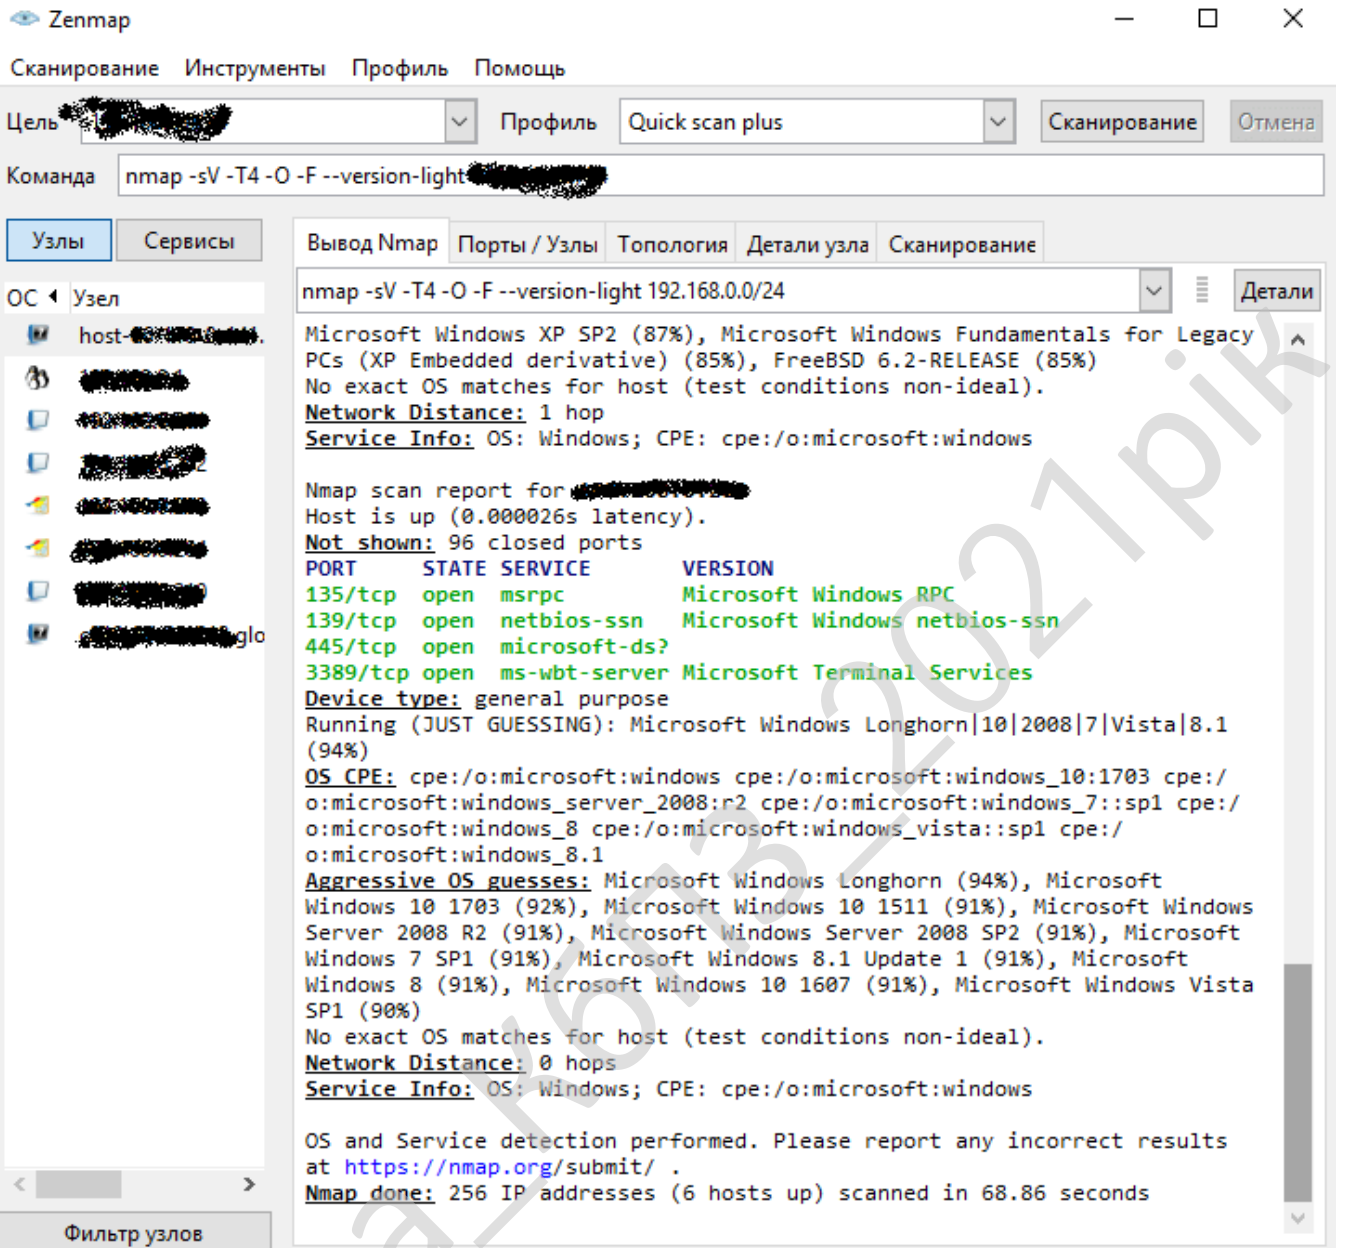 Zenmap
Сканирование Инструменты Профиль Помощь
Цель Профиль Quick scan plus Сканирование Отмена
Команда nmap -sV -T4 -O -F --version-light
Узлы Сервисы Вывод Nmap Порты / Узлы Топология Детали узла Сканирование
nmap -sV -T4 -O -F --version-light 192.168.0.0/24 Детали
ОС Узел
host-
glo
Microsoft Windows XP SP2 (87%), Microsoft Windows Fundamentals for Legacy
PCs (XP Embedded derivative) (85%), FreeBSD 6.2-RELEASE (85%)
No exact OS matches for host (test conditions non-ideal).
Network Distance: 1 hop
Service Info: OS: Windows; CPE: cpe:/o:microsoft:windows
Nmap scan report for
Host is up (0.000026s latency).
Not shown: 96 closed ports
PORT STATE SERVICE VERSION
135/tcp open msrpc Microsoft Windows RPC
139/tcp open netbios-ssn Microsoft Windows netbios-ssn
445/tcp open microsoft-ds?
3389/tcp open ms-wbt-server Microsoft Terminal Services
Device type: general purpose
Running (JUST GUESSING): Microsoft Windows Longhorn|10|2008|7|Vista|8.1
(94%)
OS CPE: cpe:/o:microsoft:windows cpe:/o:microsoft:windows_10:1703 cpe:/
o:microsoft:windows_server_2008:r2 cpe:/o:microsoft:windows_7::sp1 cpe:/
o:microsoft:windows_8 cpe:/o:microsoft:windows_vista::sp1 cpe:/
o:microsoft:windows_8.1
Aggressive OS guesses: Microsoft Windows Longhorn (94%), Microsoft
Windows 10 1703 (92%), Microsoft Windows 10 1511 (91%), Microsoft Windows
Server 2008 R2 (91%), Microsoft Windows Server 2008 SP2 (91%), Microsoft
Windows 7 SP1 (91%), Microsoft Windows 8.1 Update 1 (91%), Microsoft
Windows 8 (91%), Microsoft Windows 10 1607 (91%), Microsoft Windows Vista
SP1 (90%)
No exact OS matches for host (test conditions non-ideal).
Network Distance: 0 hops
Service Info: OS: Windows; CPE: cpe:/o:microsoft:windows
OS and Service detection performed. Please report any incorrect results
at https://nmap.org/submit/ .
Nmap done: 256 IP addresses (6 hosts up) scanned in 68.86 seconds
Фильтр узлов
а_КбПЗ_2021рік